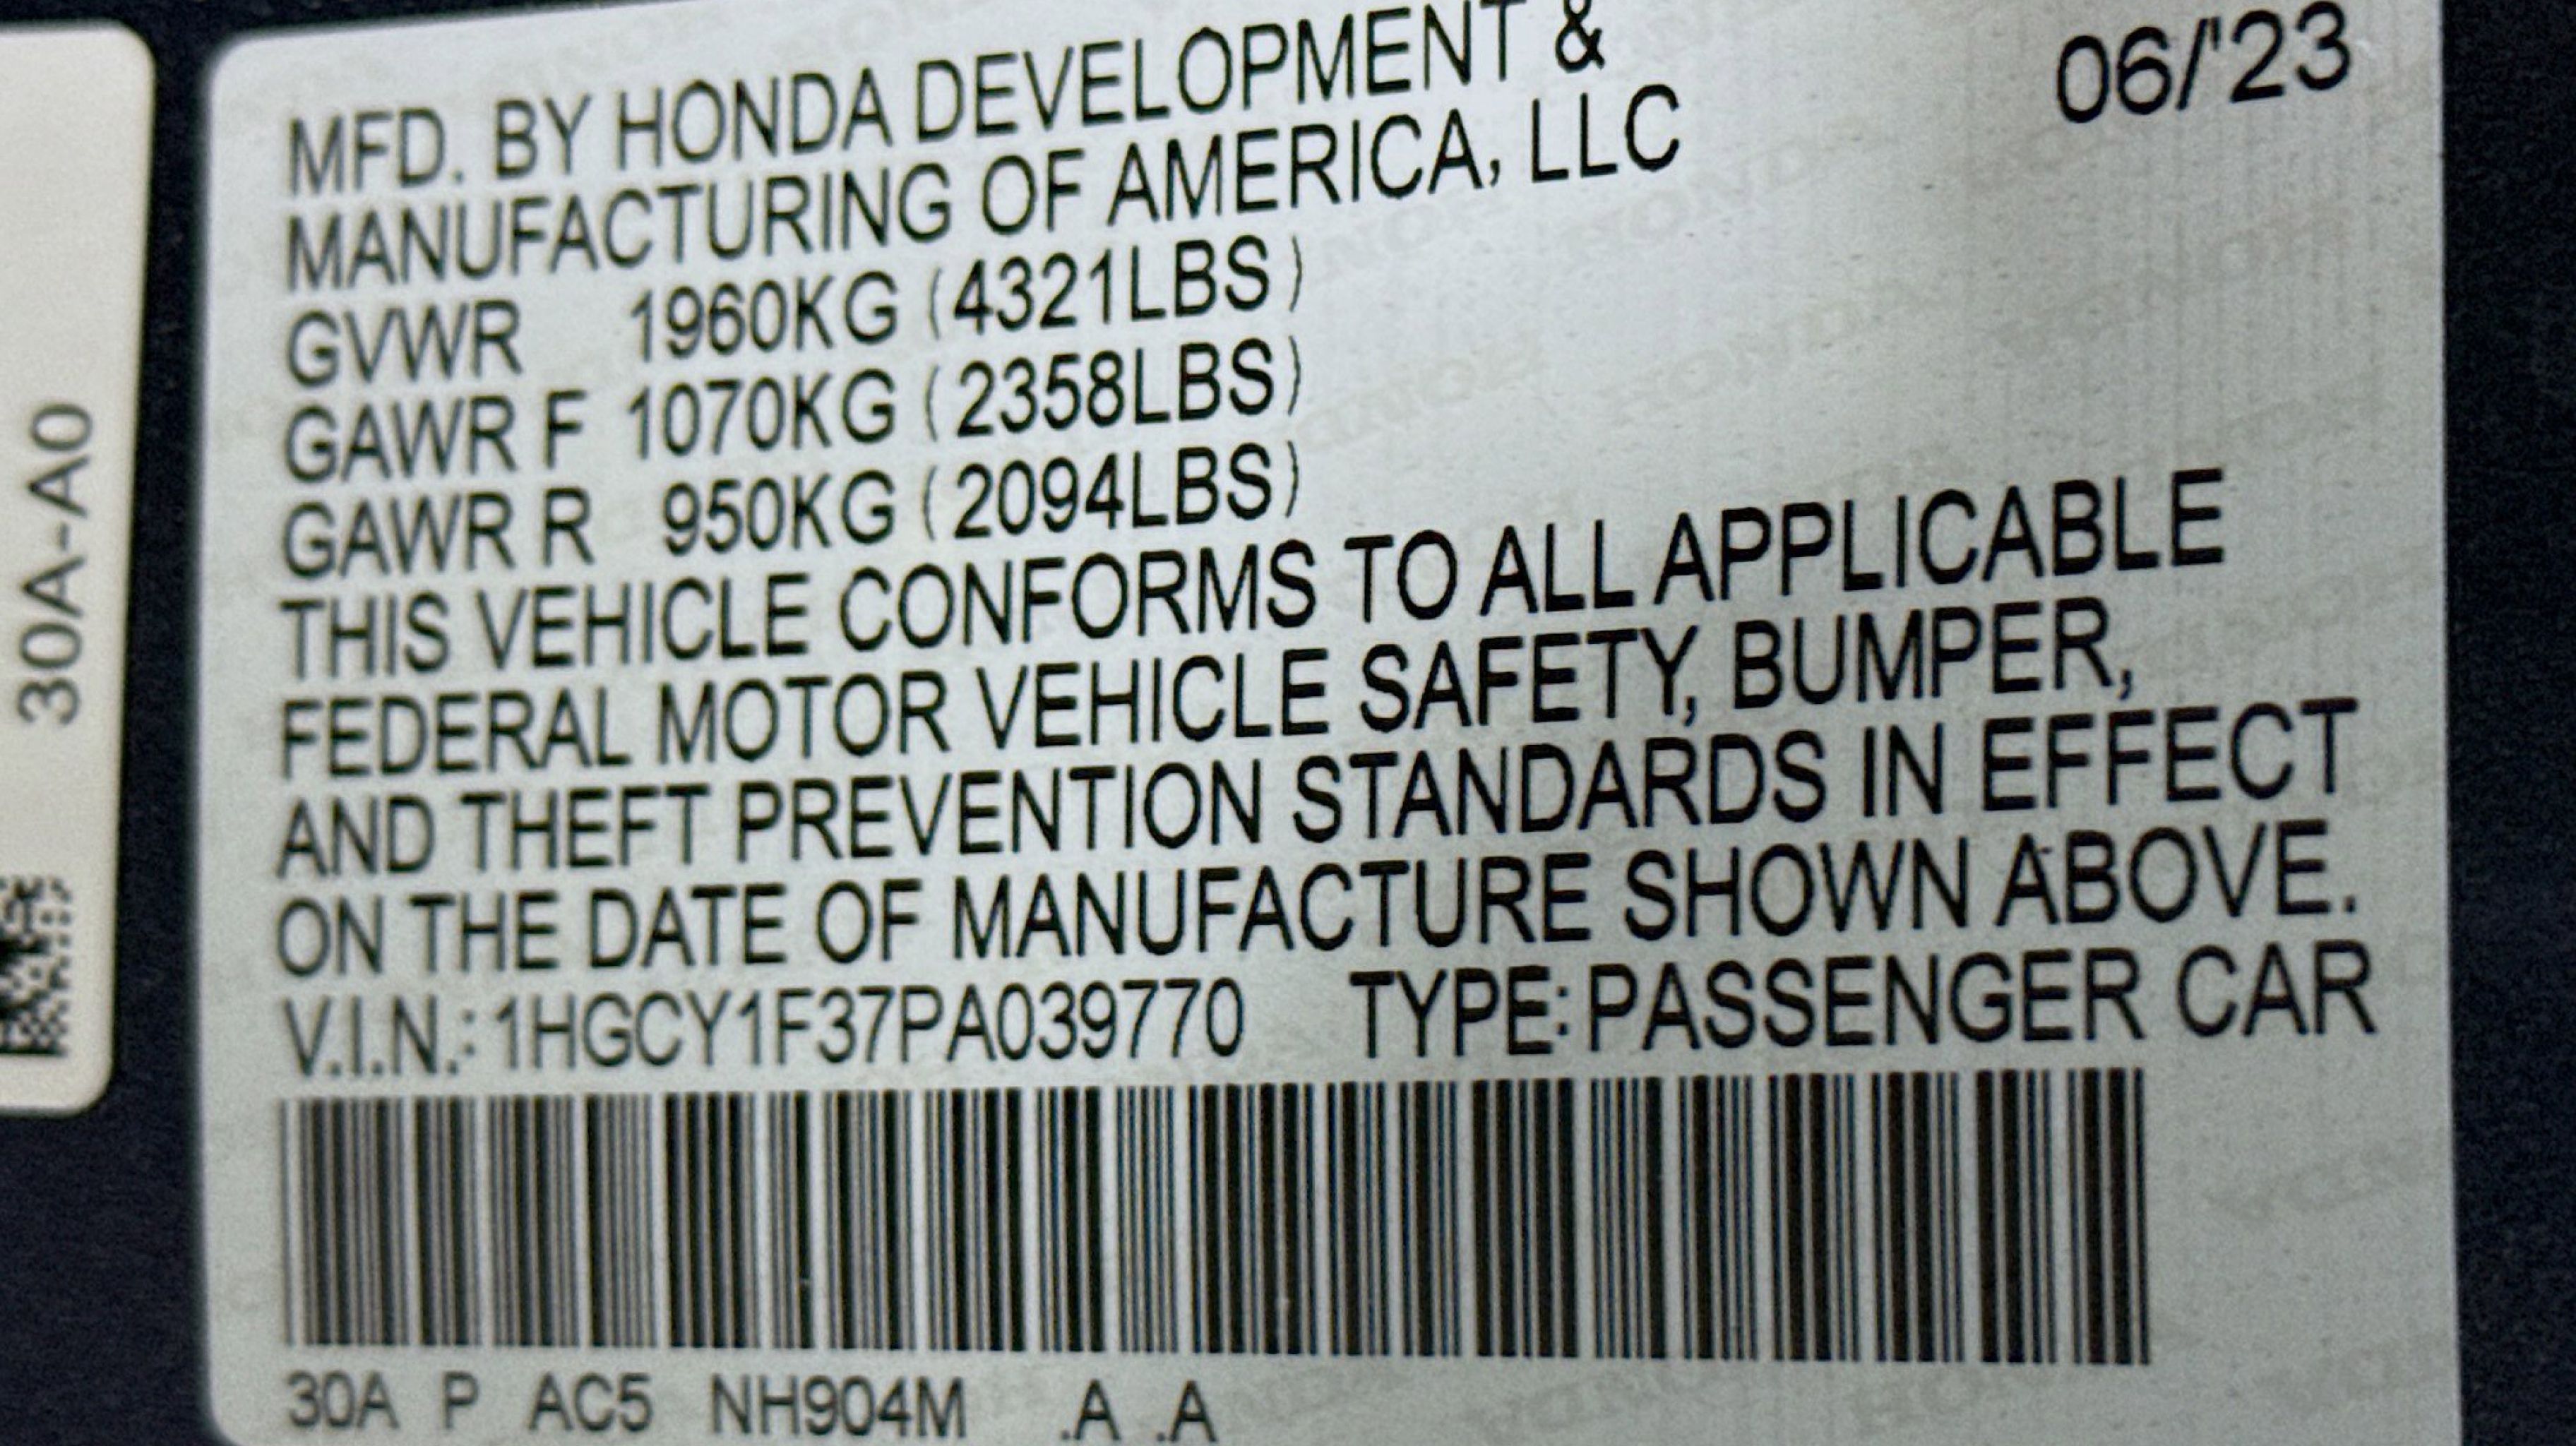 MFD. BY HONDA DEVELOPMENT & 06/'23
MANUFACTURING OF AMERICA, LLC
GVWR 1960KG (4321LBS)
GAWR F 1070KG (2358LBS)
GAWR R 950KG (2094LBS)
THIS VEHICLE CONFORMS TO ALL APPLICABLE
FEDERAL MOTOR VEHICLE SAFETY, BUMPER,
AND THEFT PREVENTION STANDARDS IN EFFECT
ON THE DATE OF MANUFACTURE SHOWN ABOVE.
V.I.N.: 1HGCY1F37PA039770 TYPE: PASSENGER CAR
30A P AC5 NH904M .A .A
30A-A0